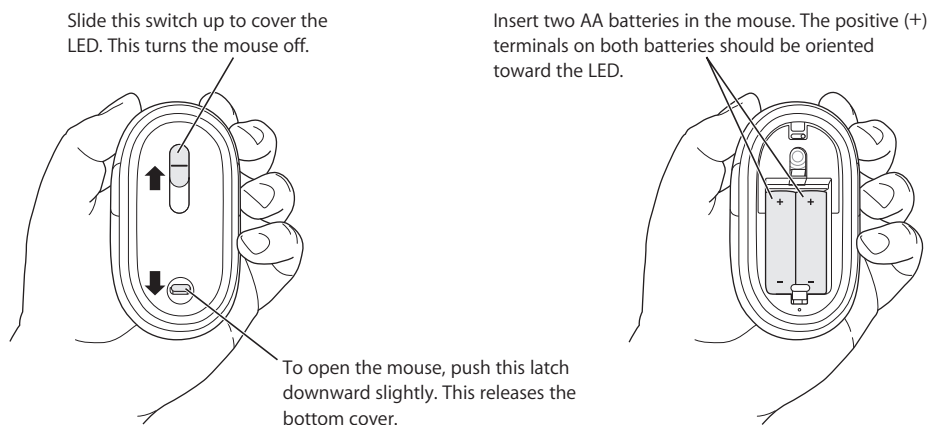 Slide this switch up to cover the
LED. This turns the mouse off.
Insert two AA batteries in the mouse. The positive (+)
terminals on both batteries should be oriented
toward the LED.
+ +
- -
To open the mouse, push this latch
downward slightly. This releases the
bottom cover.